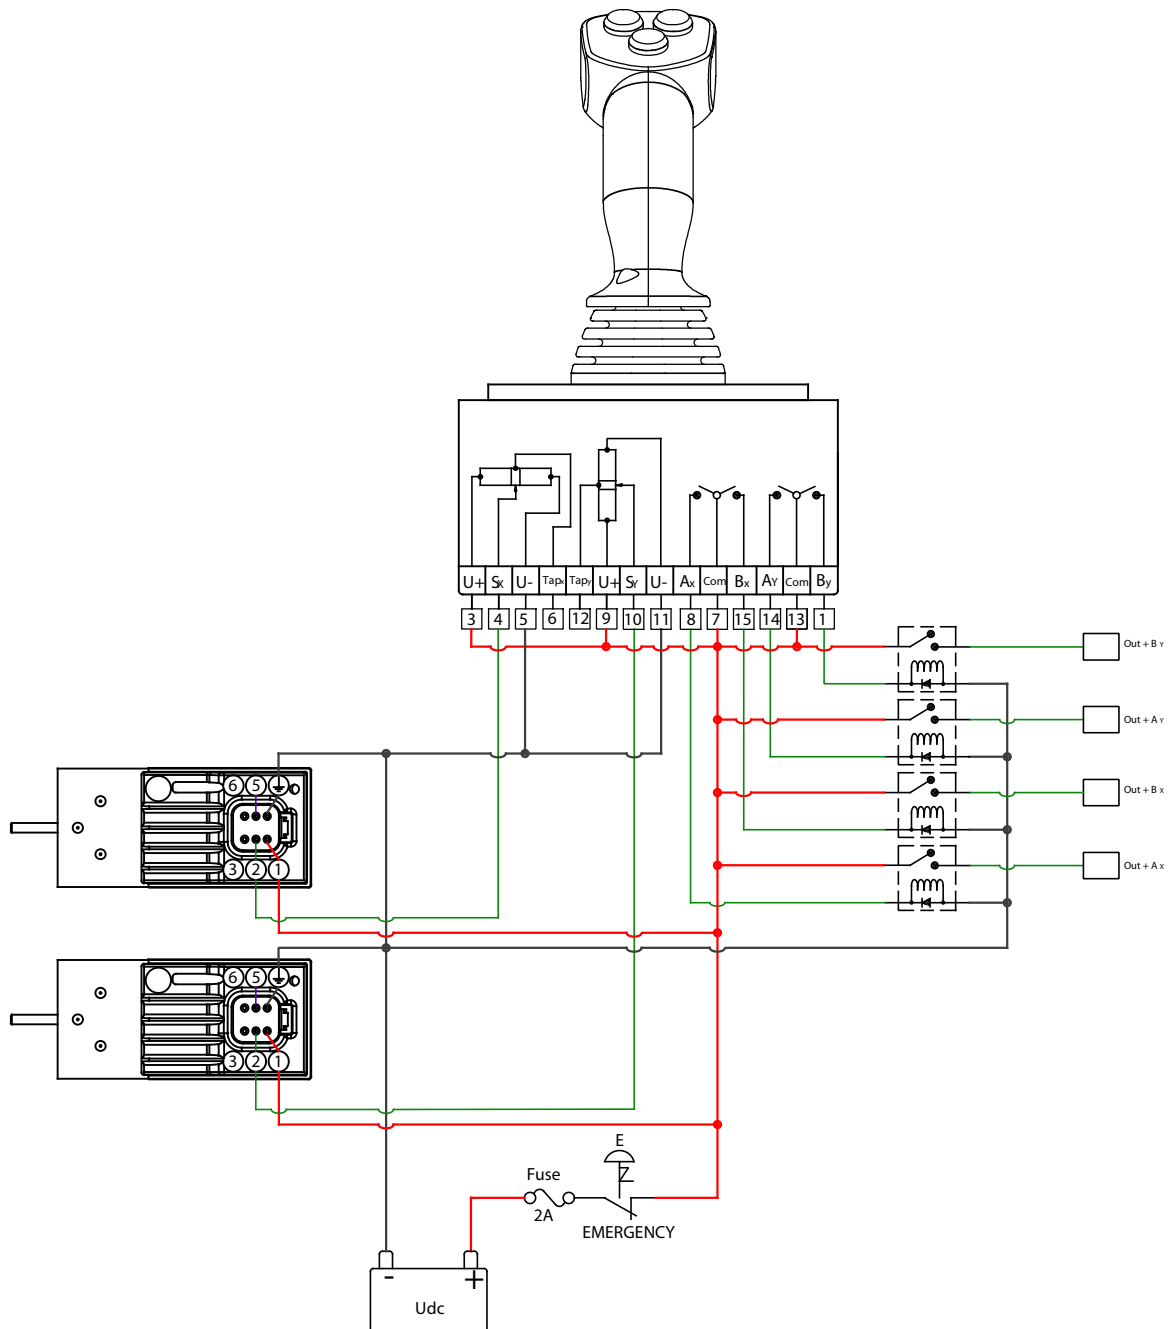 U+ Sx U- Tapx Tapy U+ SY U- Ax Com Bx AY Com By
3 4 5 6 12 9 10 11 8 7 15 14 13 1
Out + B Y
Out + A Y
Out + B X
Out + A X
6 5
3 2 1
6 5
3 2 1
E
Fuse
2A
EMERGENCY
- +
Udc